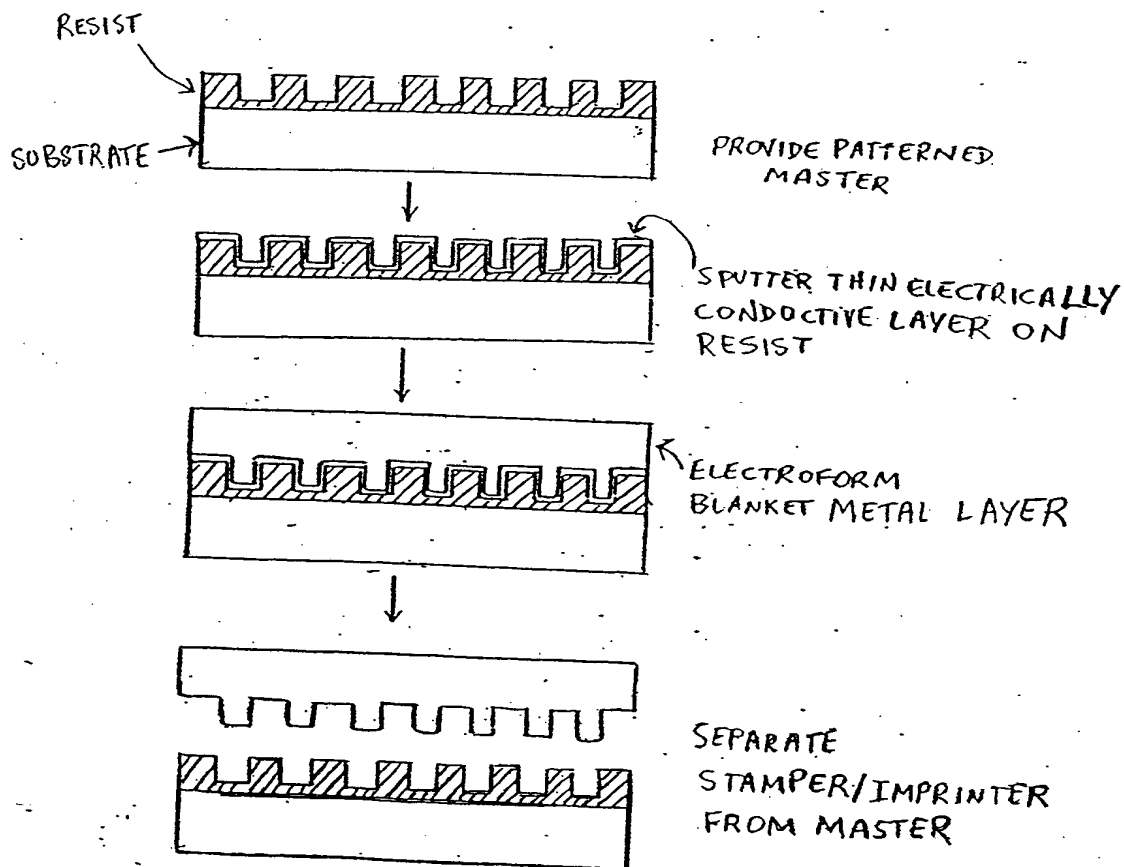 RESIST
SUBSTRATE
PROVIDE PATTERNED
MASTER
SPUTTER THIN ELECTRICALLY
CONDUCTIVE LAYER ON
RESIST
ELECTROFORM
BLANKET METAL LAYER
SEPARATE
STAMPER/IMPRINTER
FROM MASTER